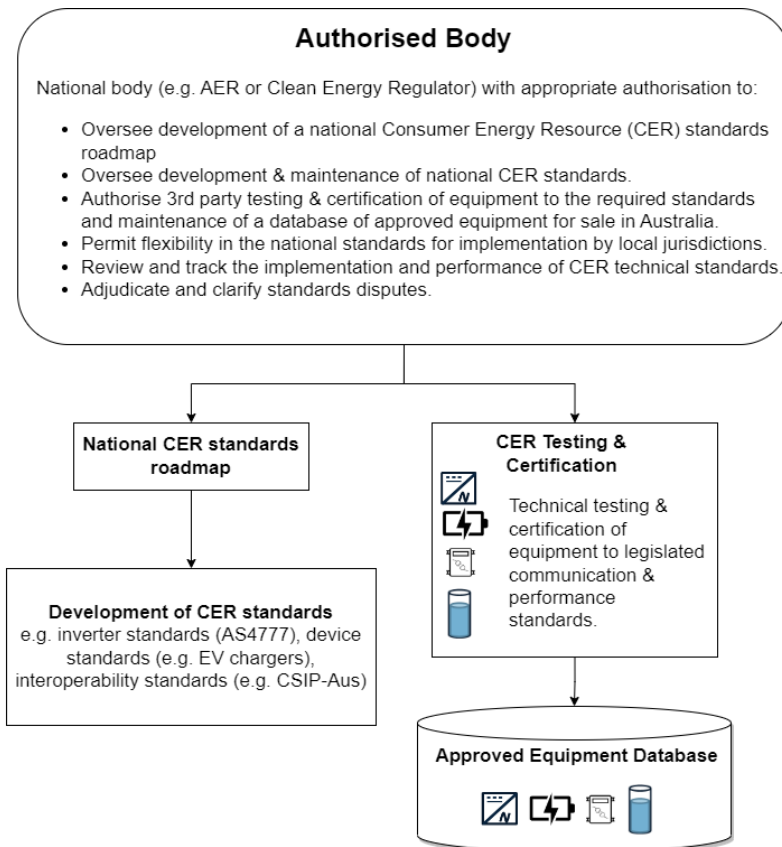 Authorised Body
National body (e.g. AER or Clean Energy Regulator) with appropriate authorisation to:
• Oversee development of a national Consumer Energy Resource (CER) standards
roadmap
• Oversee development & maintenance of national CER standards.
• Authorise 3rd party testing & certification of equipment to the required standards
and maintenance of a database of approved equipment for sale in Australia.
• Permit flexibility in the national standards for implementation by local jurisdictions.
• Review and track the implementation and performance of CER technical standards.
• Adjudicate and clarify standards disputes.
National CER standards
roadmap
Development of CER standards
e.g. inverter standards (AS4777), device
standards (e.g. EV chargers),
interoperability standards (e.g. CSIP-Aus)
CER Testing &
Certification
N
Technical testing &
certification of
equipment to legislated
communication &
performance
standards.
Approved Equipment Database
N